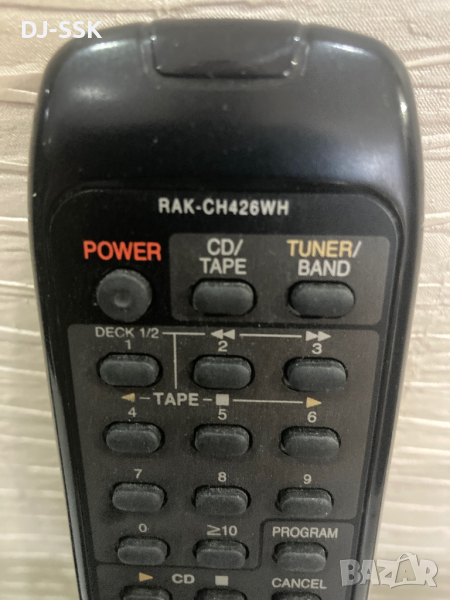 DJ-SSK
RAK-CH426WH
POWER
CD/
TAPE
TUNER/
BAND
DECK 1/2
1 2 3
TAPE
4 5 6
7 8 9
0 ≥10 PROGRAM
CD CANCEL
BAZAR